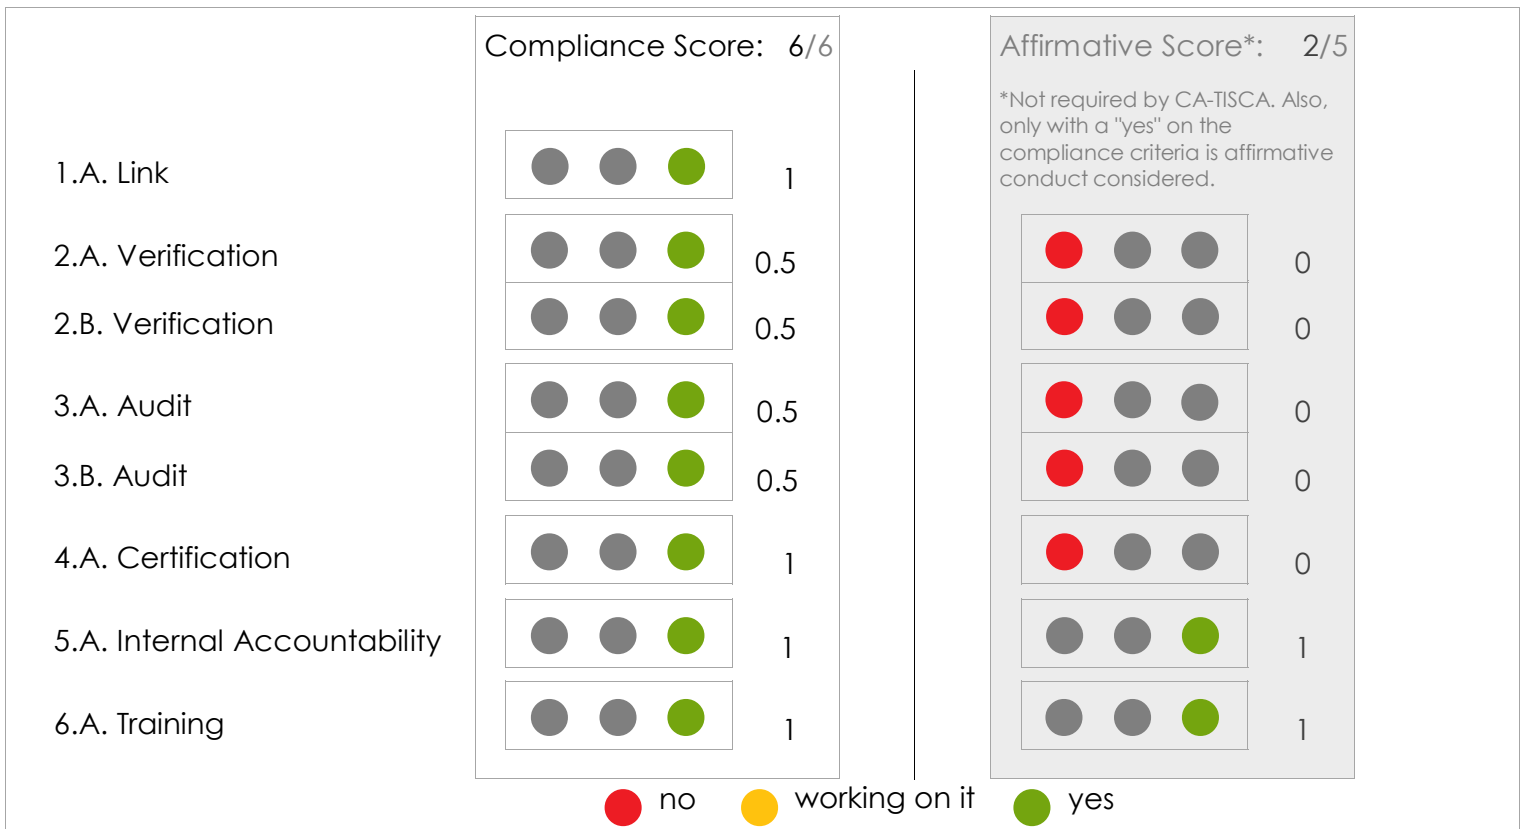 Compliance Score: 6/6
Affirmative Score*: 2/5
*Not required by CA-TISCA. Also,
only with a "yes" on the
compliance criteria is affirmative
conduct considered.
1.A. Link 1
2.A. Verification 0.5 0
2.B. Verification 0.5 0
3.A. Audit 0.5 0
3.B. Audit 0.5 0
4.A. Certification 1 0
5.A. Internal Accountability 1 1
6.A. Training 1 1
no working on it yes